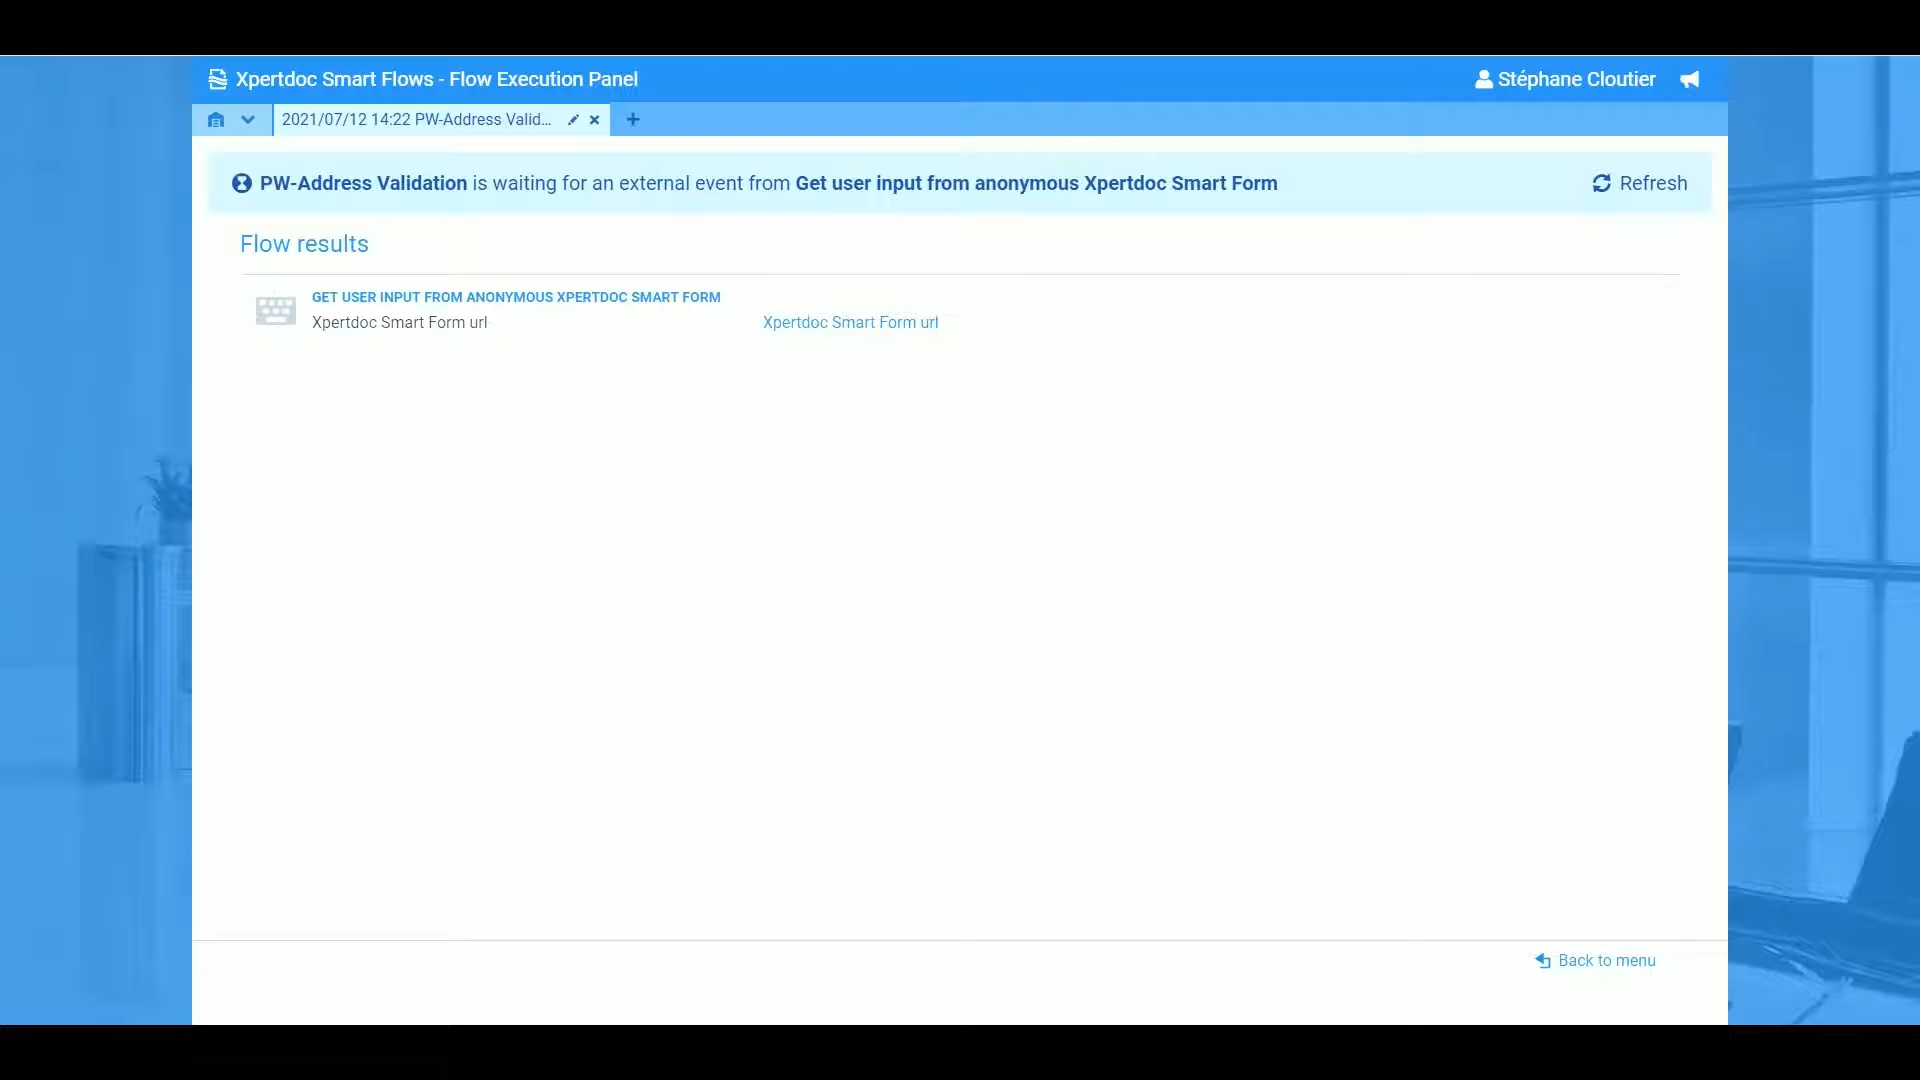 Xpertdoc Smart Flows - Flow Execution Panel
Stéphane Cloutier
2021/07/12 14:22 PW-Address Valid...
PW-Address Validation is waiting for an external event from Get user input from anonymous Xpertdoc Smart Form
Refresh
Flow results
GET USER INPUT FROM ANONYMOUS XPERTDOC SMART FORM
Xpertdoc Smart Form url
Xpertdoc Smart Form url
Back to menu